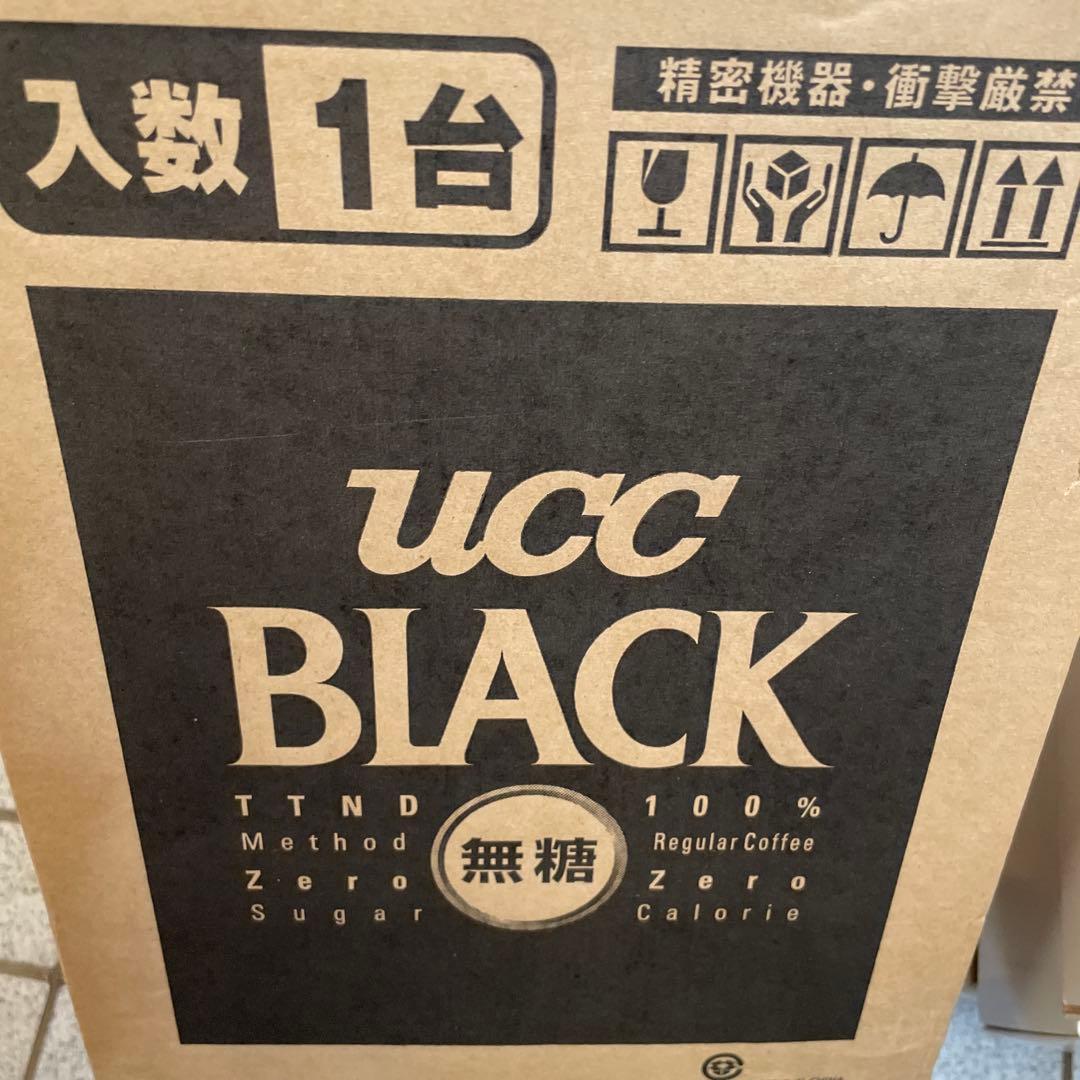 入数 1台
精密機器・衝撃厳禁
UCC
BLACK
無糖
TTND
Method
Zero
Sugar
100%
Regular Coffee
Zero
Calorie